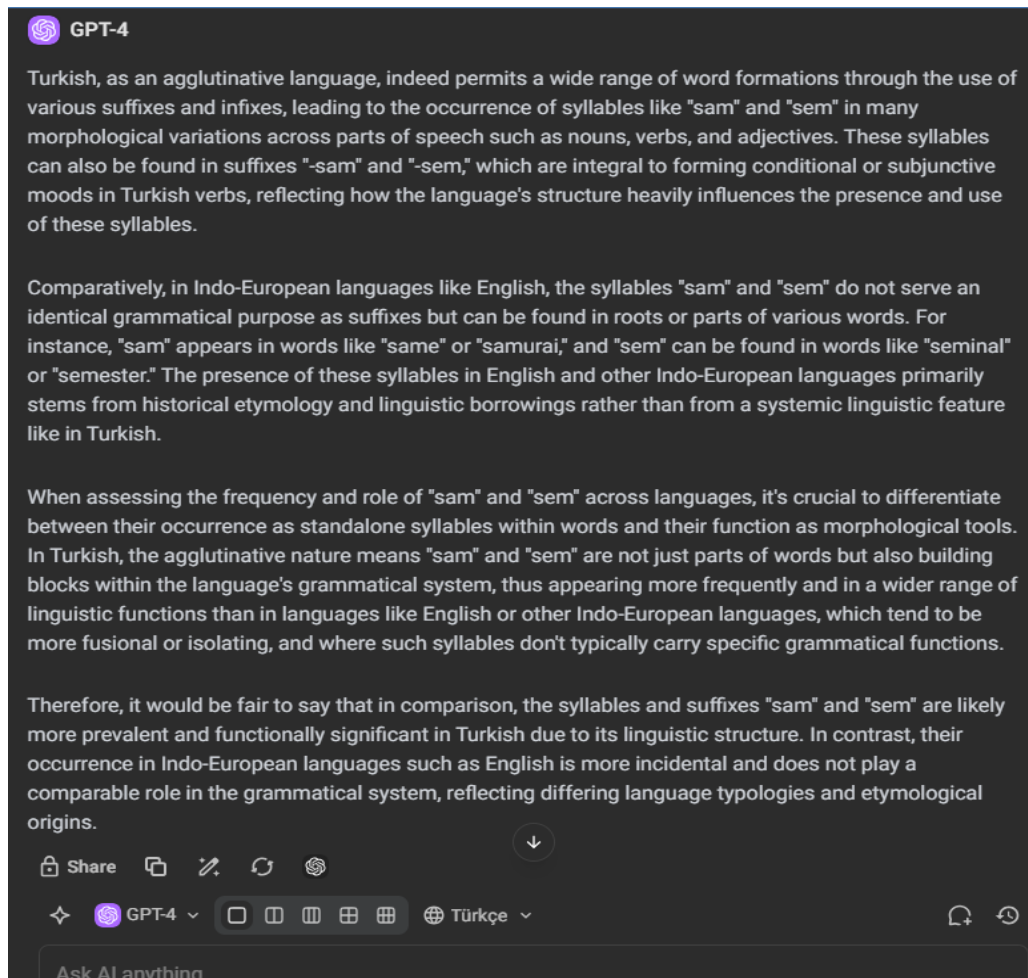 GPT-4
Turkish, as an agglutinative language, indeed permits a wide range of word formations through the use of
various suffixes and infixes, leading to the occurrence of syllables like "sam" and "sem" in many
morphological variations across parts of speech such as nouns, verbs, and adjectives. These syllables
can also be found in suffixes "-sam" and "-sem," which are integral to forming conditional or subjunctive
moods in Turkish verbs, reflecting how the language's structure heavily influences the presence and use
of these syllables.
Comparatively, in Indo-European languages like English, the syllables "sam" and "sem" do not serve an
identical grammatical purpose as suffixes but can be found in roots or parts of various words. For
instance, "sam" appears in words like "same" or "samurai," and "sem" can be found in words like "seminal"
or "semester." The presence of these syllables in English and other Indo-European languages primarily
stems from historical etymology and linguistic borrowings rather than from a systemic linguistic feature
like in Turkish.
When assessing the frequency and role of "sam" and "sem" across languages, it's crucial to differentiate
between their occurrence as standalone syllables within words and their function as morphological tools.
In Turkish, the agglutinative nature means "sam" and "sem" are not just parts of words but also building
blocks within the language's grammatical system, thus appearing more frequently and in a wider range of
linguistic functions than in languages like English or other Indo-European languages, which tend to be
more fusional or isolating, and where such syllables don't typically carry specific grammatical functions.
Therefore, it would be fair to say that in comparison, the syllables and suffixes "sam" and "sem" are likely
more prevalent and functionally significant in Turkish due to its linguistic structure. In contrast, their
occurrence in Indo-European languages such as English is more incidental and does not play a
comparable role in the grammatical system, reflecting differing language typologies and etymological
origins.
Share
GPT-4 Türkçe
Ask AI anything